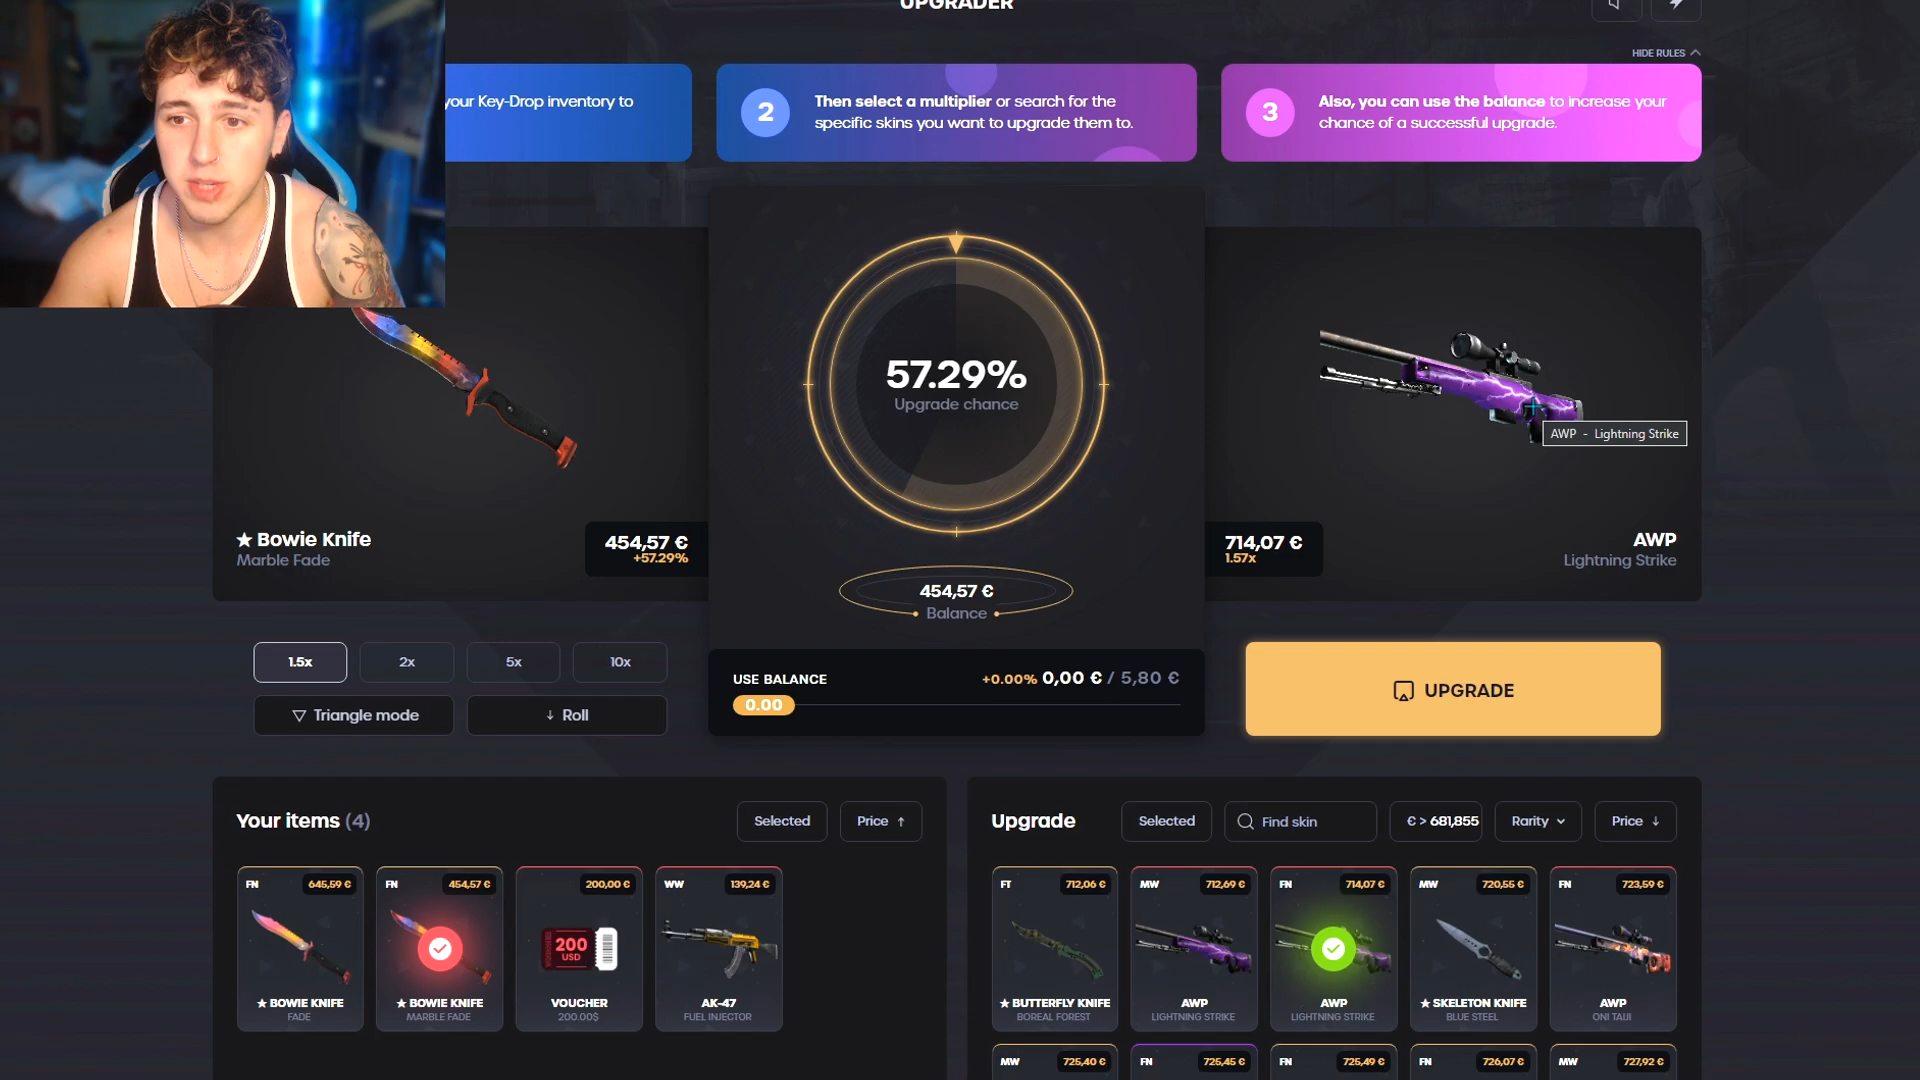 UPGRADER
HIDE RULES
your Key-Drop inventory to
2
Then select a multiplier or search for the
specific skins you want to upgrade them to.
3
Also, you can use the balance to increase your
chance of a successful upgrade.
57.29%
Upgrade chance
AWP - Lightning Strike
★ Bowie Knife
Marble Fade
454,57 €
+57.29%
714,07 €
1.57x
AWP
Lightning Strike
454,57 €
Balance
1.5x
2x
5x
10x
Triangle mode
Roll
USE BALANCE
+0.00% 0,00 € / 5,80 €
0.00
UPGRADE
Your items (4)
Selected
Price ↑
Upgrade
Selected
Find skin
€ > 681,855
Rarity
Price ↓
FN
645,59 €
★ BOWIE KNIFE
FADE
FN
454,57 €
★ BOWIE KNIFE
MARBLE FADE
200,00 €
200
USD
VOUCHER
200.00$
WW
139,24 €
AK-47
FUEL INJECTOR
FT
712,06 €
★ BUTTERFLY KNIFE
BOREAL FOREST
MW
712,69 €
AWP
LIGHTNING STRIKE
FN
714,07 €
AWP
LIGHTNING STRIKE
MW
720,55 €
★ SKELETON KNIFE
BLUE STEEL
FN
723,59 €
AWP
ONI TAIJI
MW
725,40 €
FN
725,45 €
FN
725,49 €
FN
726,07 €
MW
727,92 €